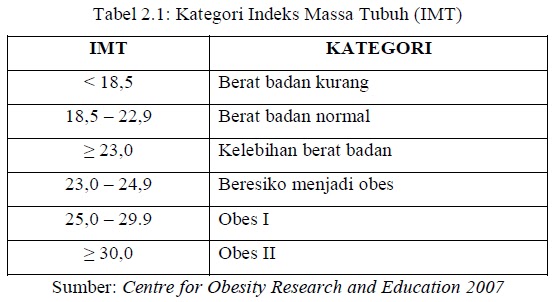 Tabel 2.1: Kategori Indeks Massa Tubuh (IMT)
IMT KATEGORI
< 18,5 Berat badan kurang
18,5 – 22,9 Berat badan normal
≥ 23,0 Kelebihan berat badan
23,0 – 24,9 Beresiko menjadi obes
25,0 – 29.9 Obes I
≥ 30,0 Obes II
Sumber: Centre for Obesity Research and Education 2007